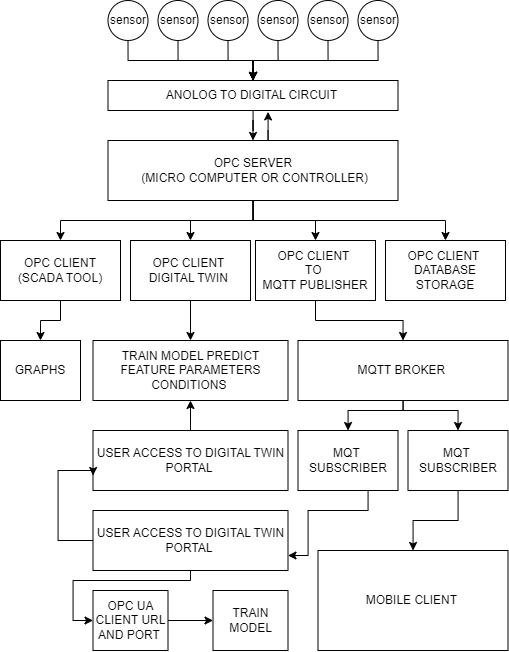 sensor sensor sensor sensor sensor sensor
ANOLOG TO DIGITAL CIRCUIT
OPC SERVER
(MICRO COMPUTER OR CONTROLLER)
OPC CLIENT
(SCADA TOOL)
OPC CLIENT
DIGITAL TWIN
OPC CLIENT
TO
MQTT PUBLISHER
OPC CLIENT
DATABASE
STORAGE
GRAPHS
TRAIN MODEL PREDICT
FEATURE PARAMETERS
CONDITIONS
MQTT BROKER
USER ACCESS TO DIGITAL TWIN
PORTAL
MQT
SUBSCRIBER
MQT
SUBSCRIBER
USER ACCESS TO DIGITAL TWIN
PORTAL
OPC UA
CLIENT URL
AND PORT
TRAIN
MODEL
MOBILE CLIENT